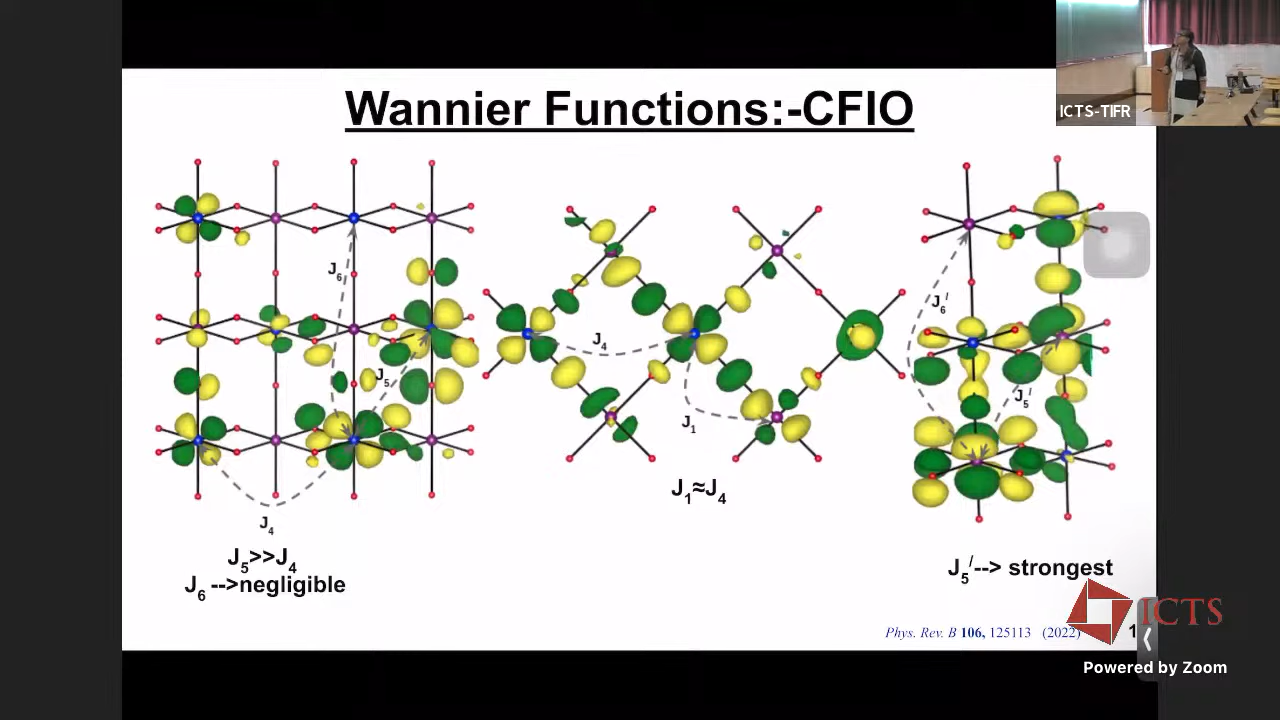 Wannier Functions:-CFIO
ICTS-TIFR
J6
J5
J4
J5>>J4
J6 -->negligible
J4
J1
J1≈J4
J6/
J5/
J5/--> strongest
Phys. Rev. B 106, 125113 (2022)
ICTS
Powered by Zoom